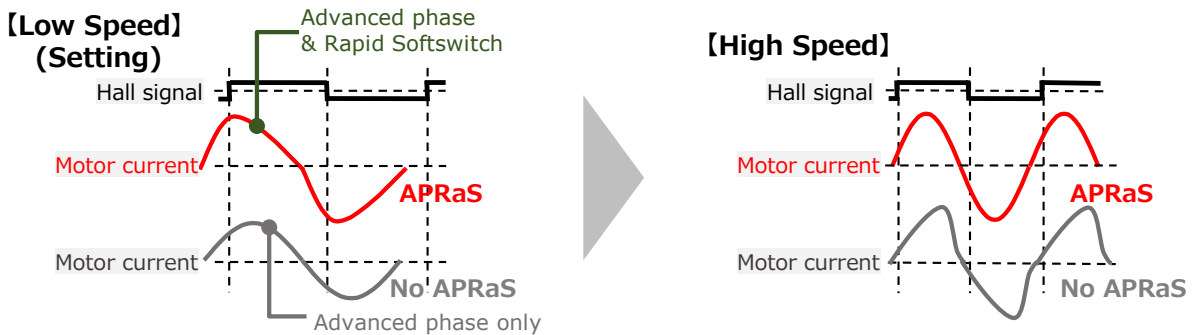 【Low Speed】
(Setting)
Advanced phase
& Rapid Softswitch
Hall signal
Motor current
APRaS
Motor current
No APRaS
Advanced phase only
【High Speed】
Hall signal
Motor current
APRaS
Motor current
No APRaS